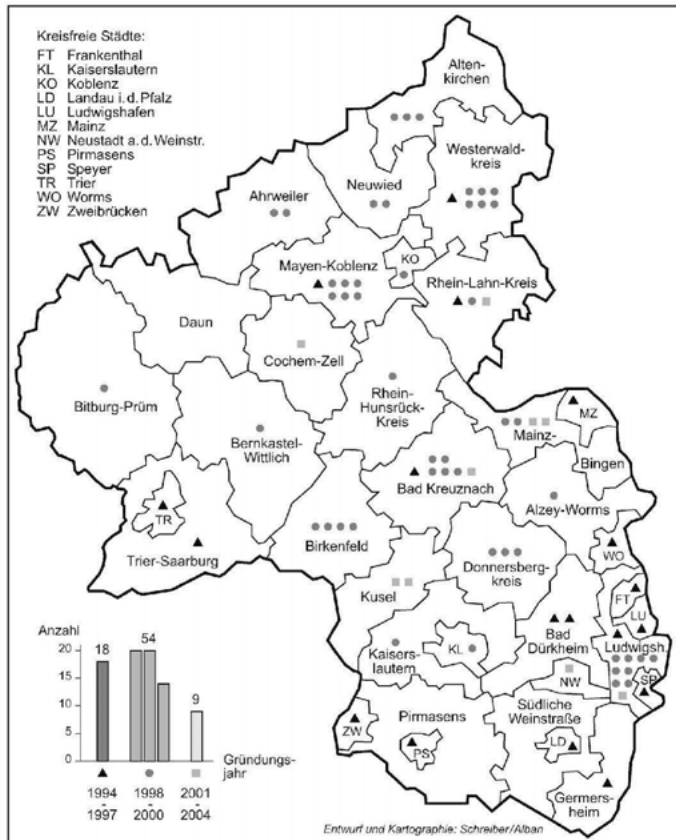 Kreisfreie Städte:
FT Frankenthal
KL Kaiserslautern
KO Koblenz
LD Landau i.d.Pfalz
LU Ludwigshafen
MZ Mainz
NW Neustadt a.d.Weinstr.
PS Pirmasens
SP Speyer
TR Trier
WO Worms
ZW Zweibrücken
Alten-
kirchen
Westerwald-
kreis
Neuwied
Ahrweiler
KO
Mayen-Koblenz
Rhein-Lahn-Kreis
Daun
Cochem-Zell
Bitburg-Prüm
Rhein-
Hunsrück-
Kreis
Bernkastel-
Wittlich
MZ
Mainz-
Bingen
Bad Kreuznach
Alzey-Worms
TR
Trier-Saarburg
Birkenfeld
Donnersberg-
kreis
WO
Kusel
FT
LU
Kaisers-
lautern
KL
Bad
Dürkheim
Ludwigsh.
NW
SP
Pirmasens
Südliche
Weinstraße
ZW
PS
LD
Germers-
heim
Anzahl
18
54
9
20
15
10
5
0
Gründungs-
jahr
1994
-
1997
1998
-
2000
2001
-
2004
Entwurf und Kartographie: Schreiber/Alban